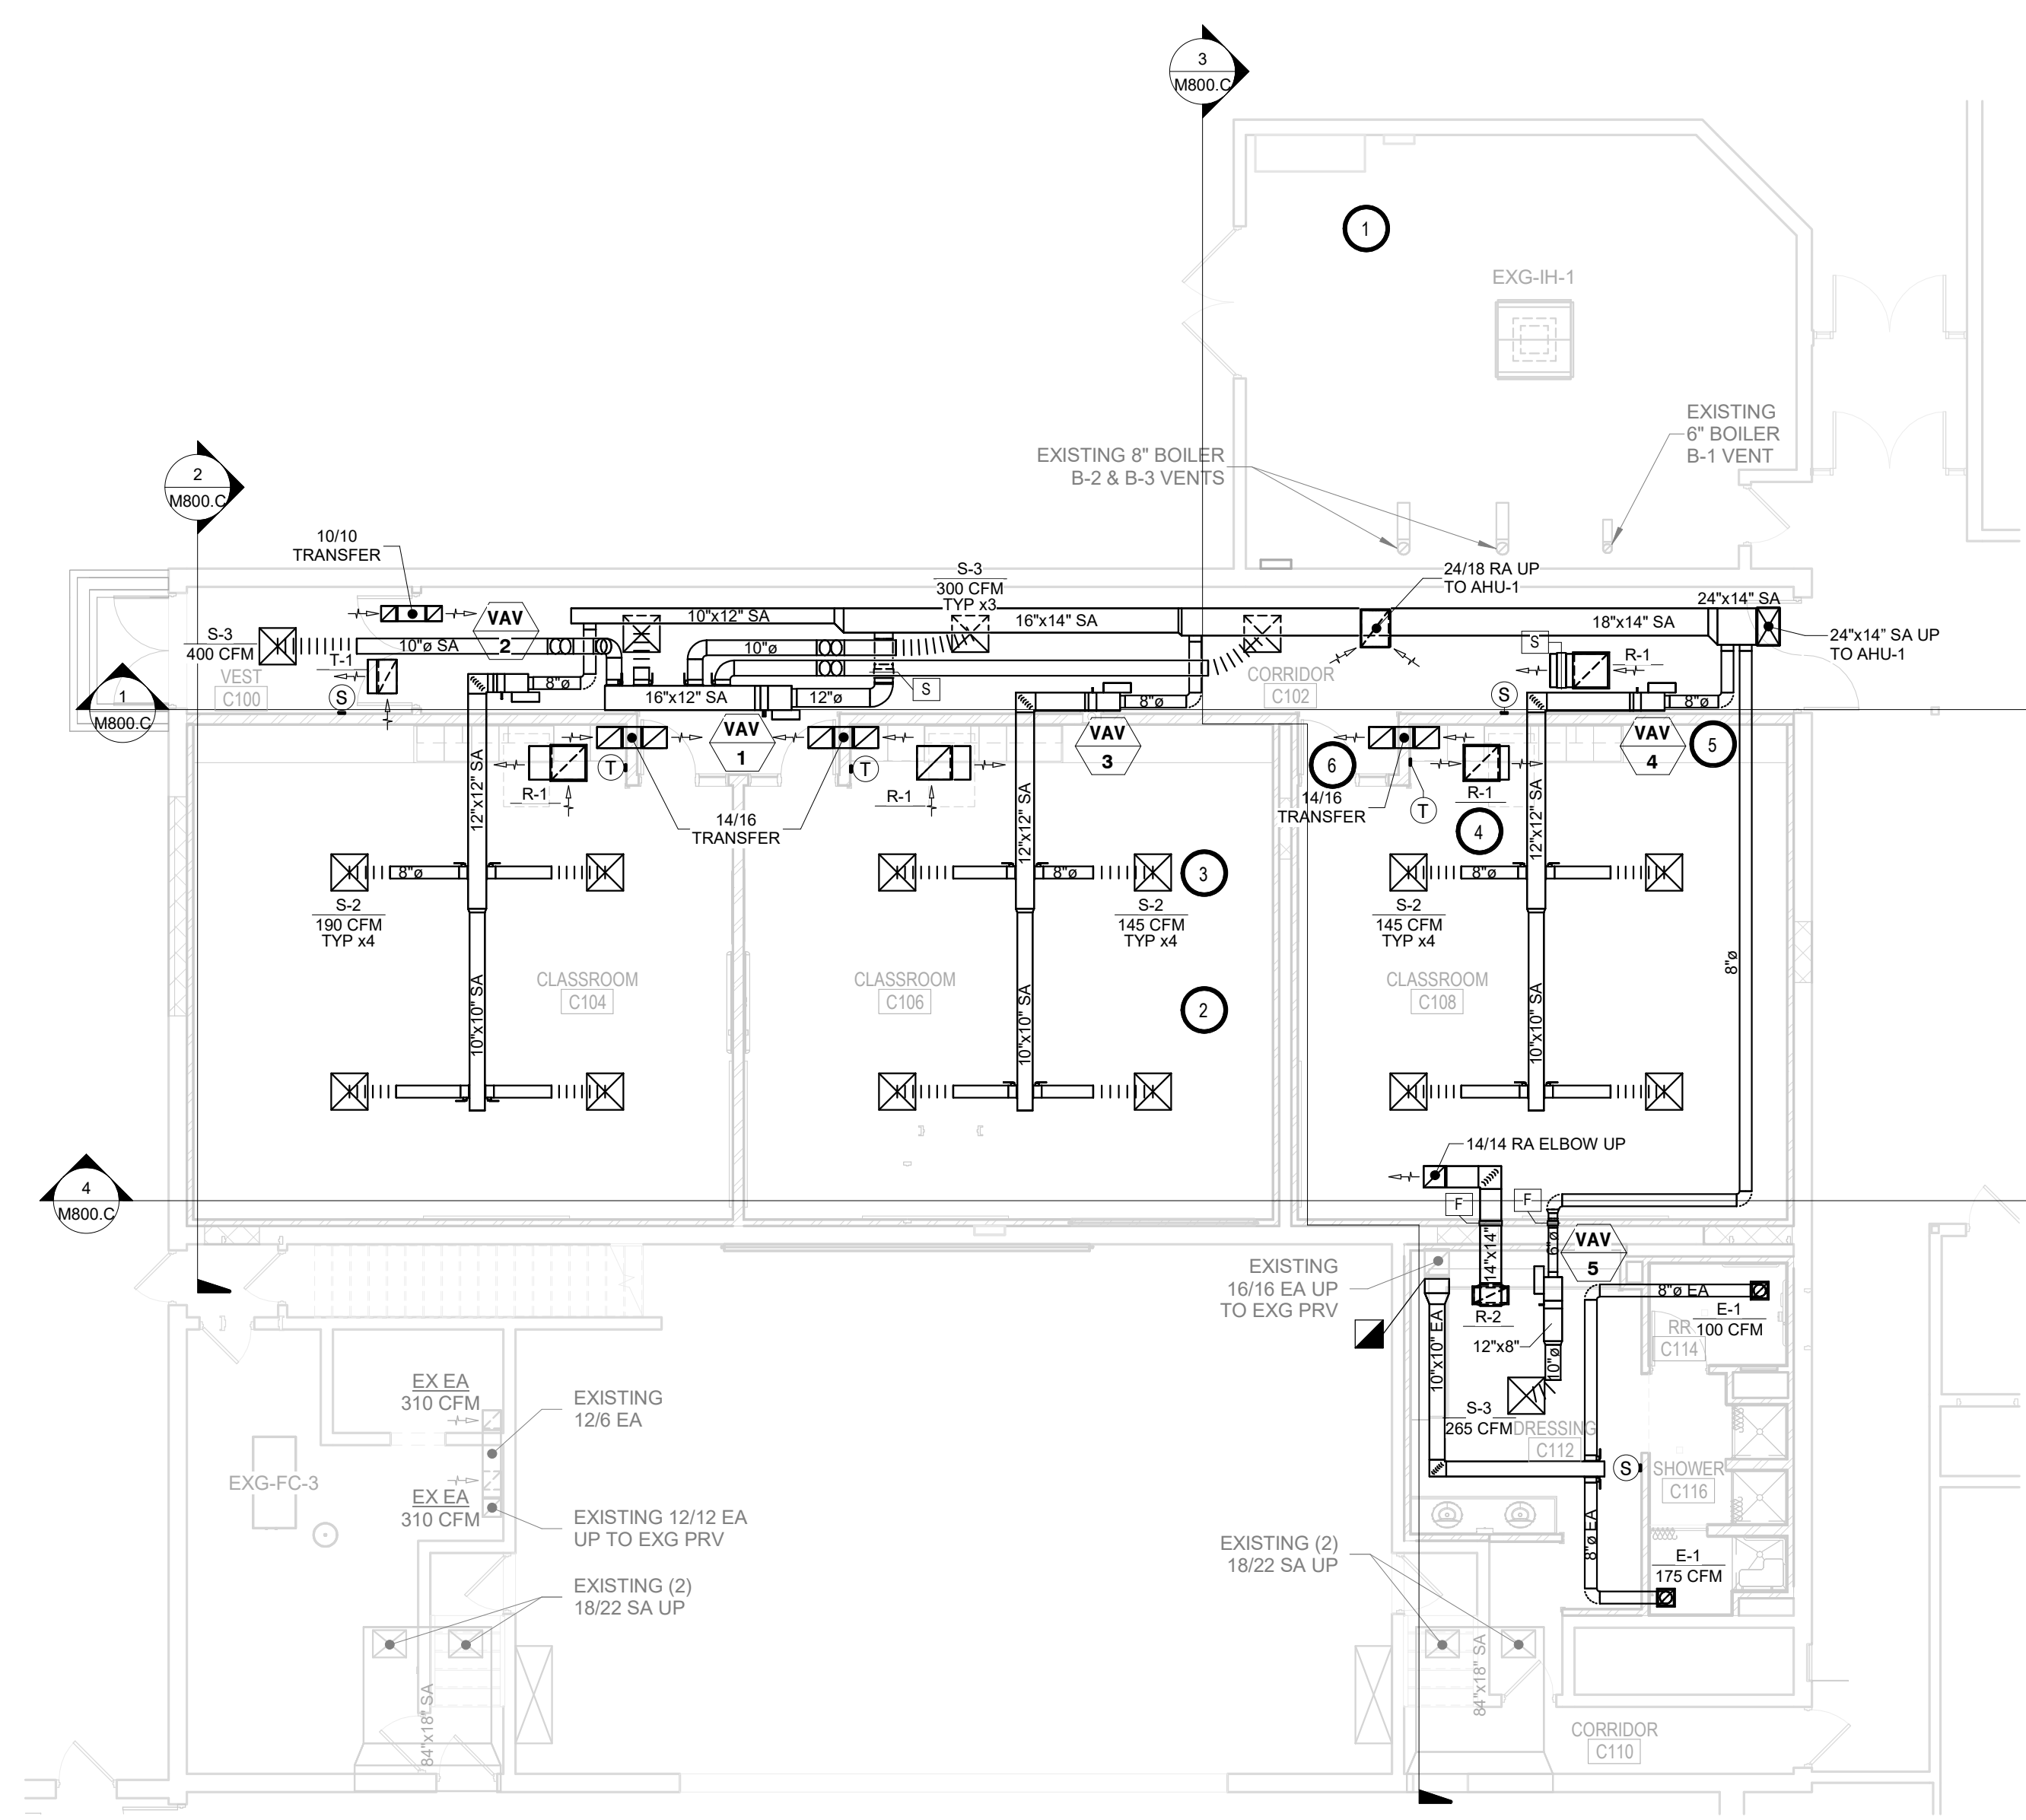 3
M800.C
1
EXG-IH-1
EXISTING
6" BOILER
B-1 VENT
EXISTING 8" BOILER
B-2 & B-3 VENTS
2
M800.C
10/10
TRANSFER
S-3
300 CFM
TYP x3
24/18 RA UP
TO AHU-1
24"x14" SA
S-3
400 CFM
10"ø SA
VAV
2
10"x12" SA
16"x14" SA
18"x14" SA
24"x14" SA UP
TO AHU-1
T-1
10"ø
S
R-1
VEST
C100
S
8"ø
16"x12" SA
12"ø
S
CORRIDOR
C102
S
1
M800.C
8"ø
8"ø
VAV
1
VAV
3
VAV
4
5
T
T
6
R-1
R-1
R-1
T
12"x12" SA
14/16
TRANSFER
12"x12" SA
14/16
TRANSFER
4
12"x12" SA
8"ø
8"ø
3
8"ø
S-2
190 CFM
TYP x4
S-2
145 CFM
TYP x4
S-2
145 CFM
TYP x4
8"ø
CLASSROOM
C104
CLASSROOM
C106
2
CLASSROOM
C108
10"x10" SA
10"x10" SA
10"x10" SA
14/14 RA ELBOW UP
4
M800.C
F
F
EXISTING
16/16 EA UP
TO EXG PRV
14"x14"
6"ø
VAV
5
8"ø EA
E-1
100 CFM
R-2
RR
C114
12"x8"
10"x10" EA
10"ø
EX EA
310 CFM
EXISTING
12/6 EA
S-3
265 CFM
DRESSING
C112
EXG-FC-3
S
SHOWER
C116
EX EA
310 CFM
EXISTING 12/12 EA
UP TO EXG PRV
EXISTING (2)
18/22 SA UP
8"ø EA
E-1
175 CFM
EXISTING (2)
18/22 SA UP
84"x18" SA
84"x18" SA
CORRIDOR
C110